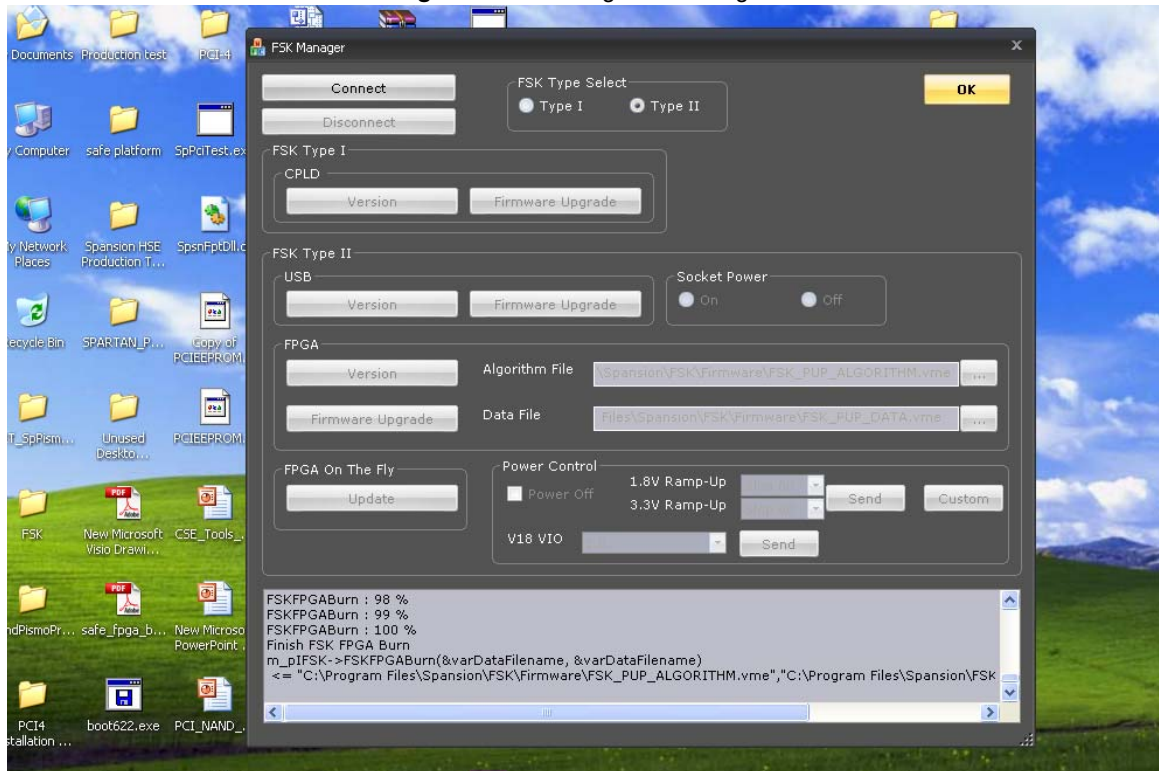 Documents
Production test
PCI-4
FSK Manager
x
Connect
Disconnect
FSK Type Select
Type I
Type II
OK
Computer
safe platform
SpPciTest.ex
FSK Type I
CPLD
Version
Firmware Upgrade
Network Places
Spansion HSE Production T...
SpsnFptDll.
FSK Type II
USB
Version
Firmware Upgrade
Socket Power
On
Off
Bin
SPARTAN_P...
Copy of PCIEEPROM.
FPGA
Version
Algorithm File
\Spansion\FSK\Firmware\FSK_PUP_ALGORITHM.vme
...
Firmware Upgrade
Data File
Files\Spansion\FSK\Firmware\FSK_PUP_DATA.vme
...
T_SpPism...
Unused Deskto...
PCIEEPROM.
FPGA On The Fly
Update
Power Control
Power Off
1.8V Ramp-Up
3.3V Ramp-Up
Send
Custom
V18 VIO
Send
FSK
New Microsoft Visio Drawi...
CSE_Tools_.
FSKFPGABurn : 98 %
FSKFPGABurn : 99 %
FSKFPGABurn : 100 %
Finish FSK FPGA Burn
m_pIFSK->FSKFPGABurn(&varDataFilename, &varDataFilename)
<= "C:\Program Files\Spansion\FSK\Firmware\FSK_PUP_ALGORITHM.vme","C:\Program Files\Spansion\FSK
ndPismoPr...
safe_fpga_b...
New Microso
PowerPoint .
PCI4
stallation ...
boot622.exe
PCI_NAND_.